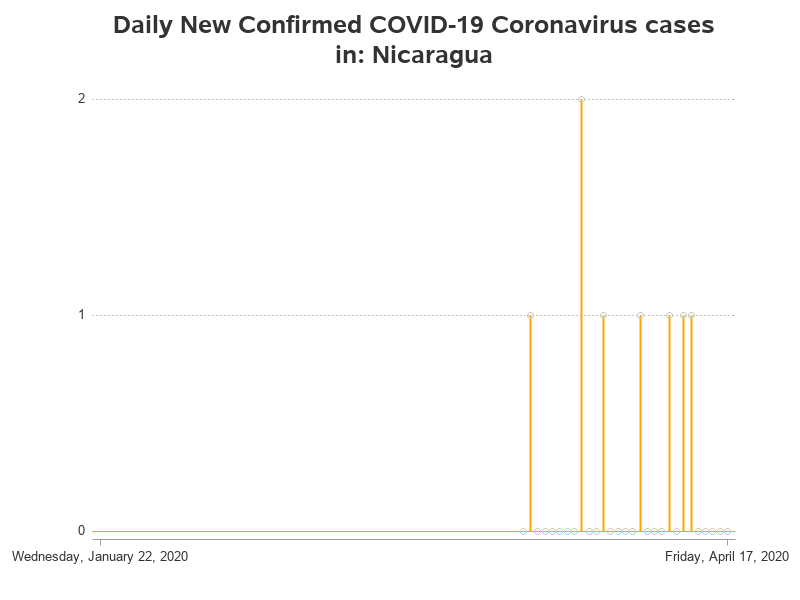 Daily New Confirmed COVID-19 Coronavirus cases
in: Nicaragua
2
1
0
Wednesday, January 22, 2020
Friday, April 17, 2020